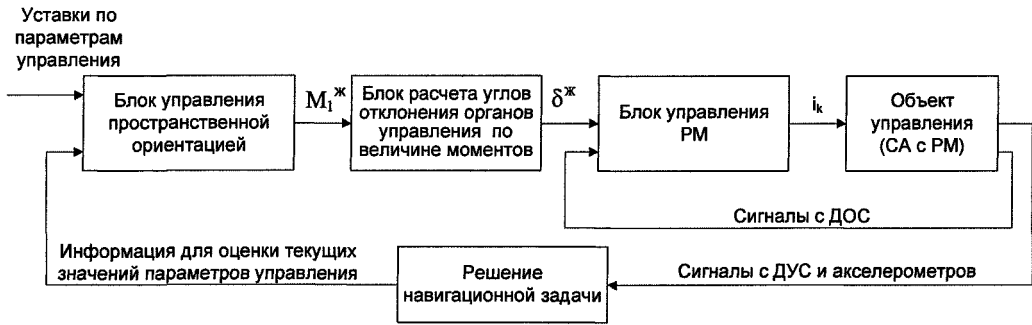 Уставки по
параметрам
управления
Блок управления
пространственной
ориентацией
M₁ᕽ
Блок расчета углов
отклонения органов
управления по
величине моментов
δᕽ
Блок управления
РМ
iₖ
Объект
управления
(СА с РМ)
Сигналы с ДОС
Информация для оценки текущих
значений параметров управления
Решение
навигационной задачи
Сигналы с ДУС и акселерометров